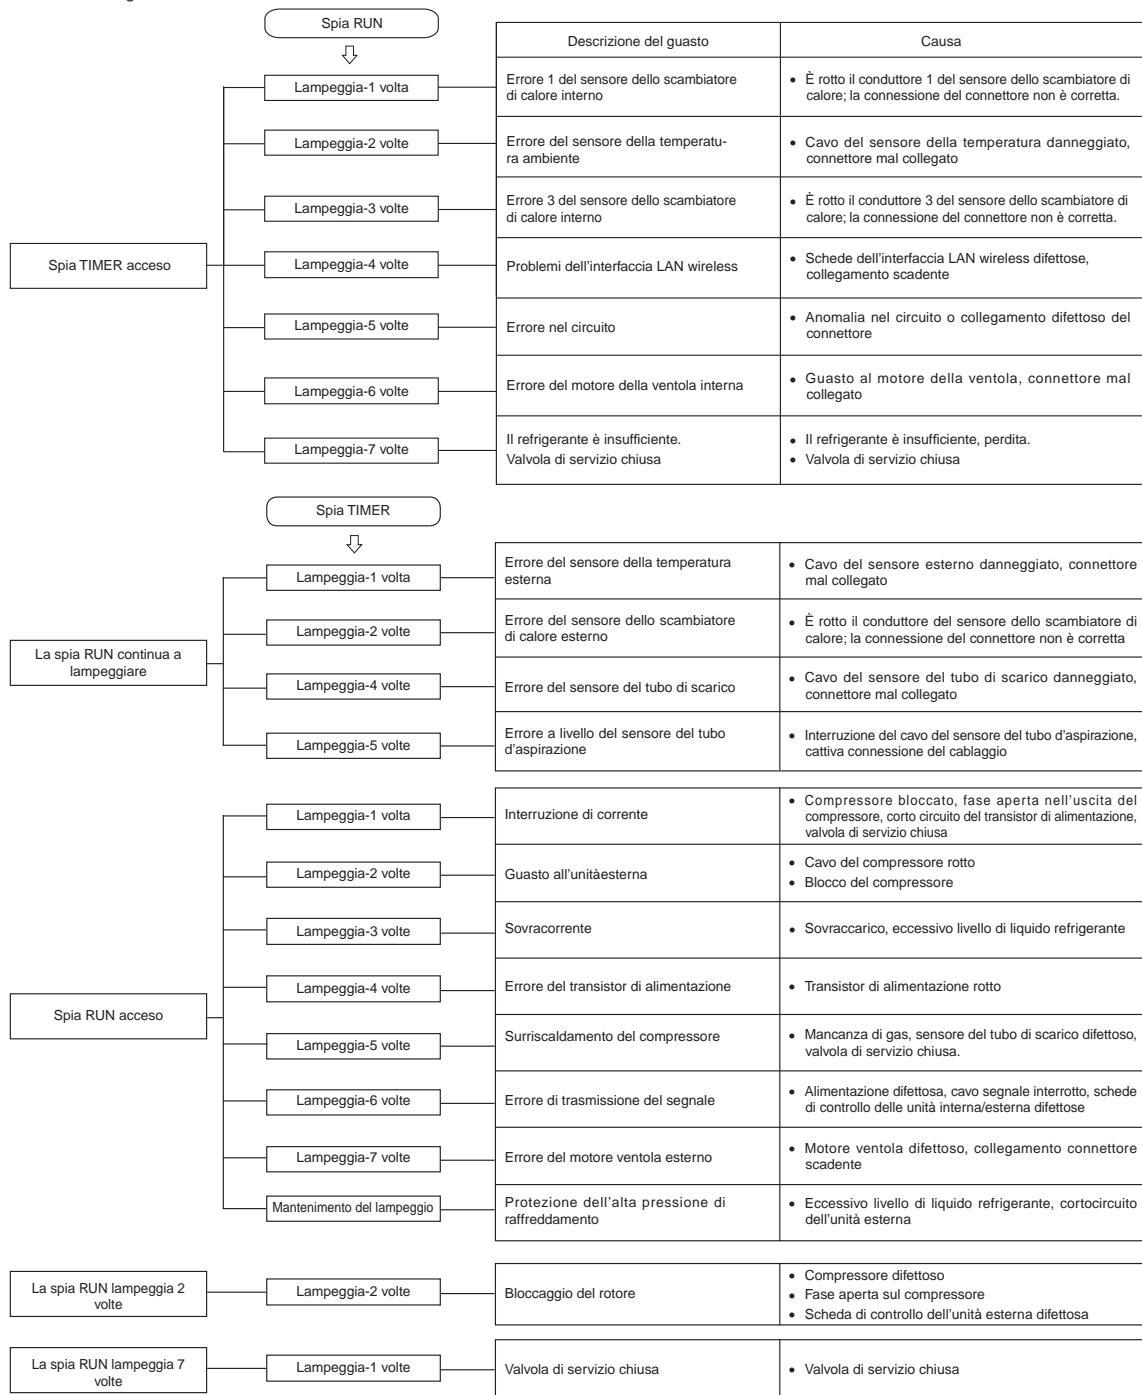 Spia RUN
Descrizione del guasto
Causa
Lampeggia-1 volta
Errore 1 del sensore dello scambiatore
di calore interno
• È rotto il conduttore 1 del sensore dello scambiatore di
calore; la connessione del connettore non è corretta.
Lampeggia-2 volte
Errore del sensore della temperatu-
ra ambiente
• Cavo del sensore della temperatura danneggiato,
connettore mal collegato
Lampeggia-3 volte
Errore 3 del sensore dello scambiatore
di calore interno
• È rotto il conduttore 3 del sensore dello scambiatore di
calore; la connessione del connettore non è corretta.
Spia TIMER acceso
Lampeggia-4 volte
Problemi dell'interfaccia LAN wireless
• Schede dell'interfaccia LAN wireless difettose,
collegamento scadente
Lampeggia-5 volte
Errore nel circuito
• Anomalia nel circuito o collegamento difettoso del
connettore
Lampeggia-6 volte
Errore del motore della ventola interna
• Guasto al motore della ventola, connettore mal
collegato
Lampeggia-7 volte
Il refrigerante è insufficiente.
Valvola di servizio chiusa
• Il refrigerante è insufficiente, perdita.
• Valvola di servizio chiusa
Spia TIMER
Lampeggia-1 volta
Errore del sensore della temperatura
esterna
• Cavo del sensore esterno danneggiato, connettore
mal collegato
Lampeggia-2 volte
Errore del sensore dello scambiatore
di calore esterno
• È rotto il conduttore del sensore dello scambiatore di
calore; la connessione del connettore non è corretta
La spia RUN continua a
lampeggiare
Lampeggia-4 volte
Errore del sensore del tubo di scarico
• Cavo del sensore del tubo di scarico danneggiato,
connettore mal collegato
Lampeggia-5 volte
Errore a livello del sensore del tubo
d'aspirazione
• Interruzione del cavo del sensore del tubo d'aspirazione,
cattiva connessione del cablaggio
Lampeggia-1 volta
Interruzione di corrente
• Compressore bloccato, fase aperta nell'uscita del
compressore, corto circuito del transistor di alimentazione,
valvola di servizio chiusa
Lampeggia-2 volte
Guasto all'unitàesterna
• Cavo del compressore rotto
• Blocco del compressore
Lampeggia-3 volte
Sovracorrente
• Sovraccarico, eccessivo livello di liquido refrigerante
Lampeggia-4 volte
Errore del transistor di alimentazione
• Transistor di alimentazione rotto
Spia RUN acceso
Lampeggia-5 volte
Surriscaldamento del compressore
• Mancanza di gas, sensore del tubo di scarico difettoso,
valvola di servizio chiusa.
Lampeggia-6 volte
Errore di trasmissione del segnale
• Alimentazione difettosa, cavo segnale interrotto, schede
di controllo delle unità interna/esterna difettose
Lampeggia-7 volte
Errore del motore ventola esterno
• Motore ventola difettoso, collegamento connettore
scadente
Mantenimento del lampeggio
Protezione dell'alta pressione di
raffreddamento
• Eccessivo livello di liquido refrigerante, cortocircuito
dell'unità esterna
La spia RUN lampeggia 2
volte
Lampeggia-2 volte
Bloccaggio del rotore
• Compressore difettoso
• Fase aperta sul compressore
• Scheda di controllo dell'unità esterna difettosa
La spia RUN lampeggia 7
volte
Lampeggia-1 volte
Valvola di servizio chiusa
• Valvola di servizio chiusa